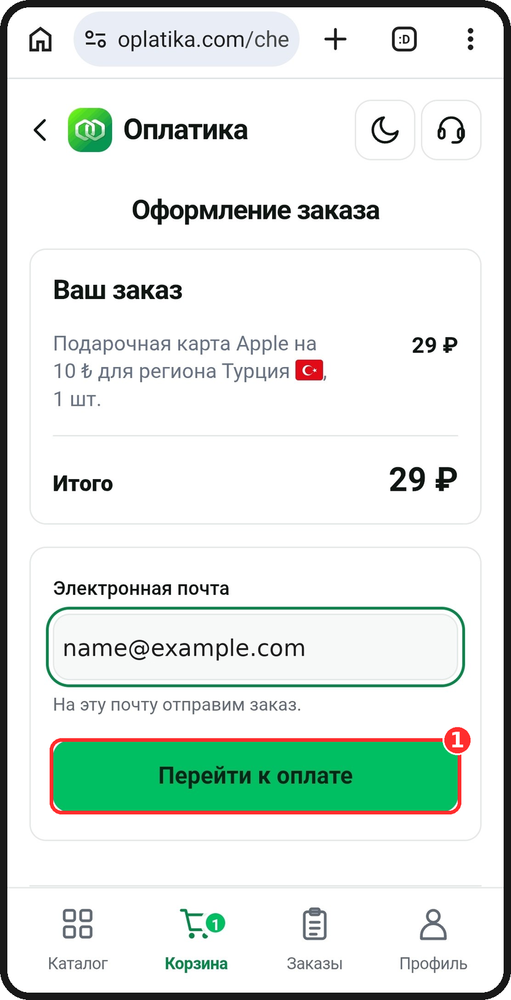 oplatika.com/che
:D
Оплатика
Оформление заказа
Ваш заказ
Подарочная карта Apple на
10 ₺ для региона Турция 🇹🇷,
1 шт.
29 ₽
Итого
29 ₽
Электронная почта
name@example.com
На эту почту отправим заказ.
1
Перейти к оплате
1
Каталог
Корзина
Заказы
Профиль